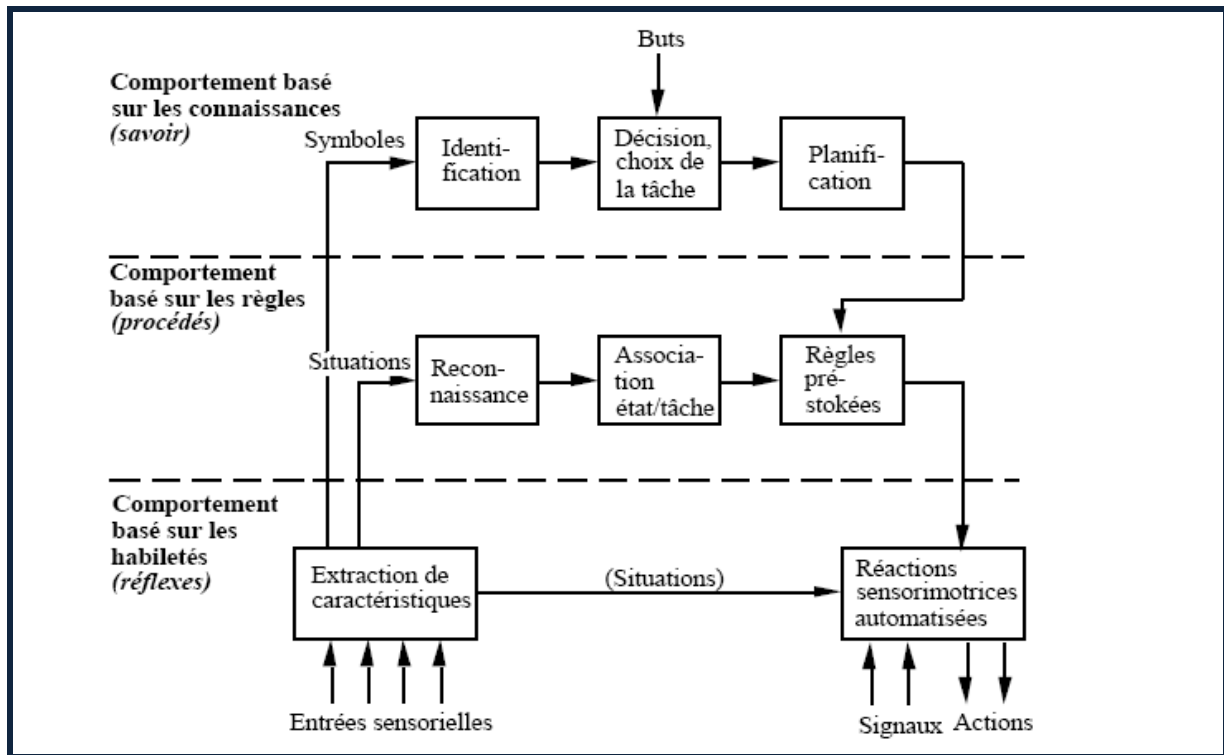 Buts
Comportement basé
sur les connaissances
(savoir)
Symboles
Identi-
fication
Décision,
choix de
la tâche
Planifi-
cation
Comportement
basé sur les règles
(procédés)
Situations
Recon-
naissance
Associa-
tion
état/tâche
Règles
pré-
stokées
Comportement
basé sur les
habiletés
(réflexes)
Extraction de
caractéristiques
(Situations)
Réactions
sensorimotrices
automatisées
Entrées sensorielles
Signaux
Actions